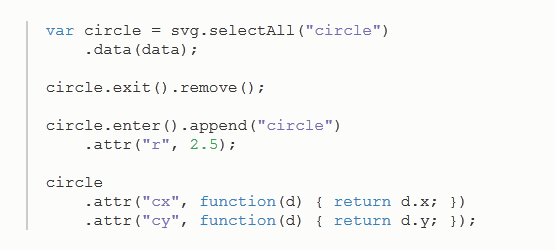 var circle = svg.selectAll("circle")
    .data(data);

circle.exit().remove();

circle.enter().append("circle")
    .attr("r", 2.5);

circle
    .attr("cx", function(d) { return d.x; })
    .attr("cy", function(d) { return d.y; });